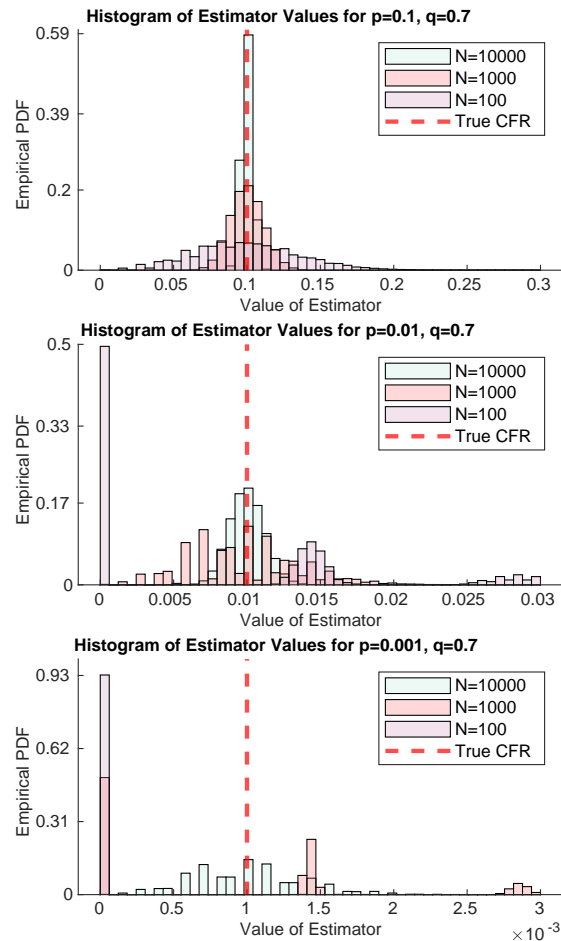 Histogram of Estimator Values for p=0.1, q=0.7
0.59
0.39
0.2
0
Empirical PDF
N=10000
N=1000
N=100
True CFR
0 0.05 0.1 0.15 0.2 0.25 0.3
Value of Estimator
Histogram of Estimator Values for p=0.01, q=0.7
0.5
0.33
0.17
0
Empirical PDF
N=10000
N=1000
N=100
True CFR
0 0.005 0.01 0.015 0.02 0.025 0.03
Value of Estimator
Histogram of Estimator Values for p=0.001, q=0.7
0.93
0.62
0.31
0
Empirical PDF
N=10000
N=1000
N=100
True CFR
0 0.5 1 1.5 2 2.5 3
Value of Estimator
×10⁻³